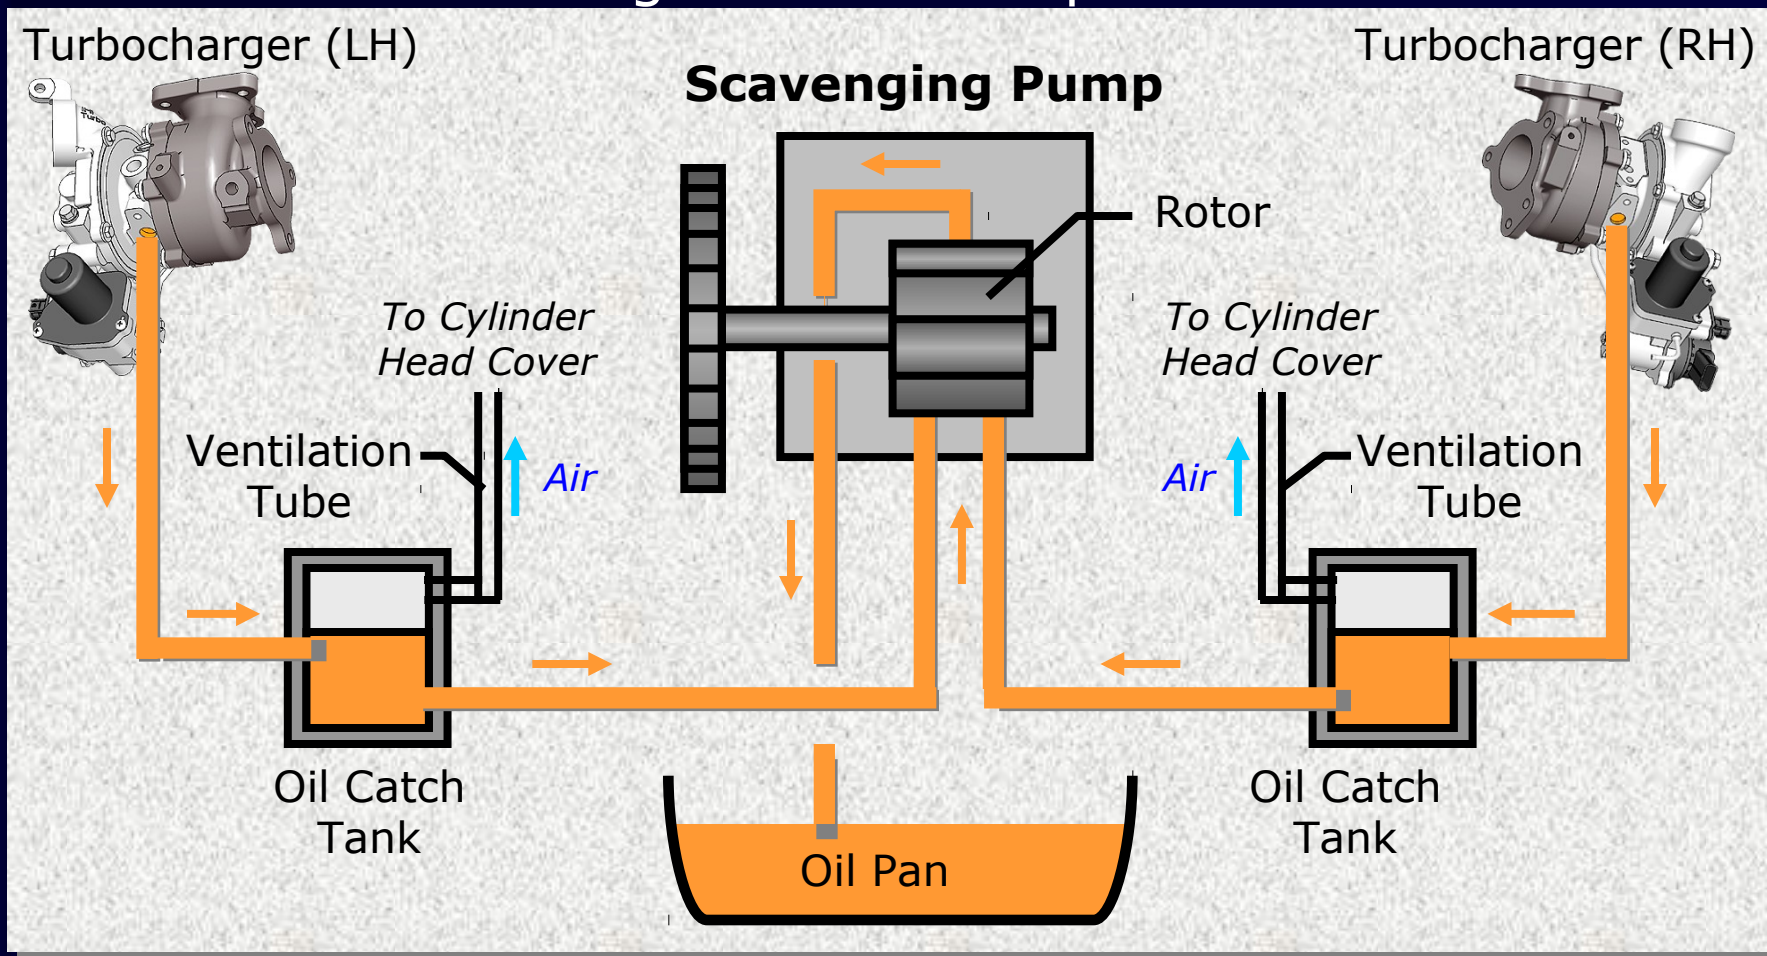 Turbocharger (LH)
Turbocharger (RH)
Scavenging Pump
Rotor
To Cylinder
Head Cover
To Cylinder
Head Cover
Ventilation
Tube
Air
Air
Ventilation
Tube
Oil Catch
Tank
Oil Catch
Tank
Oil Pan